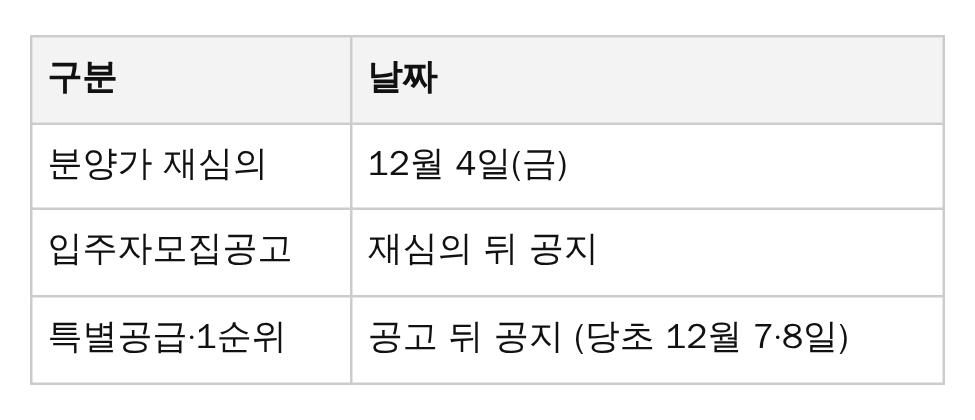 구분 날짜
분양가 재심의 12월 4일(금)
입주자모집공고 재심의 뒤 공지
특별공급·1순위 공고 뒤 공지 (당초 12월 7·8일)